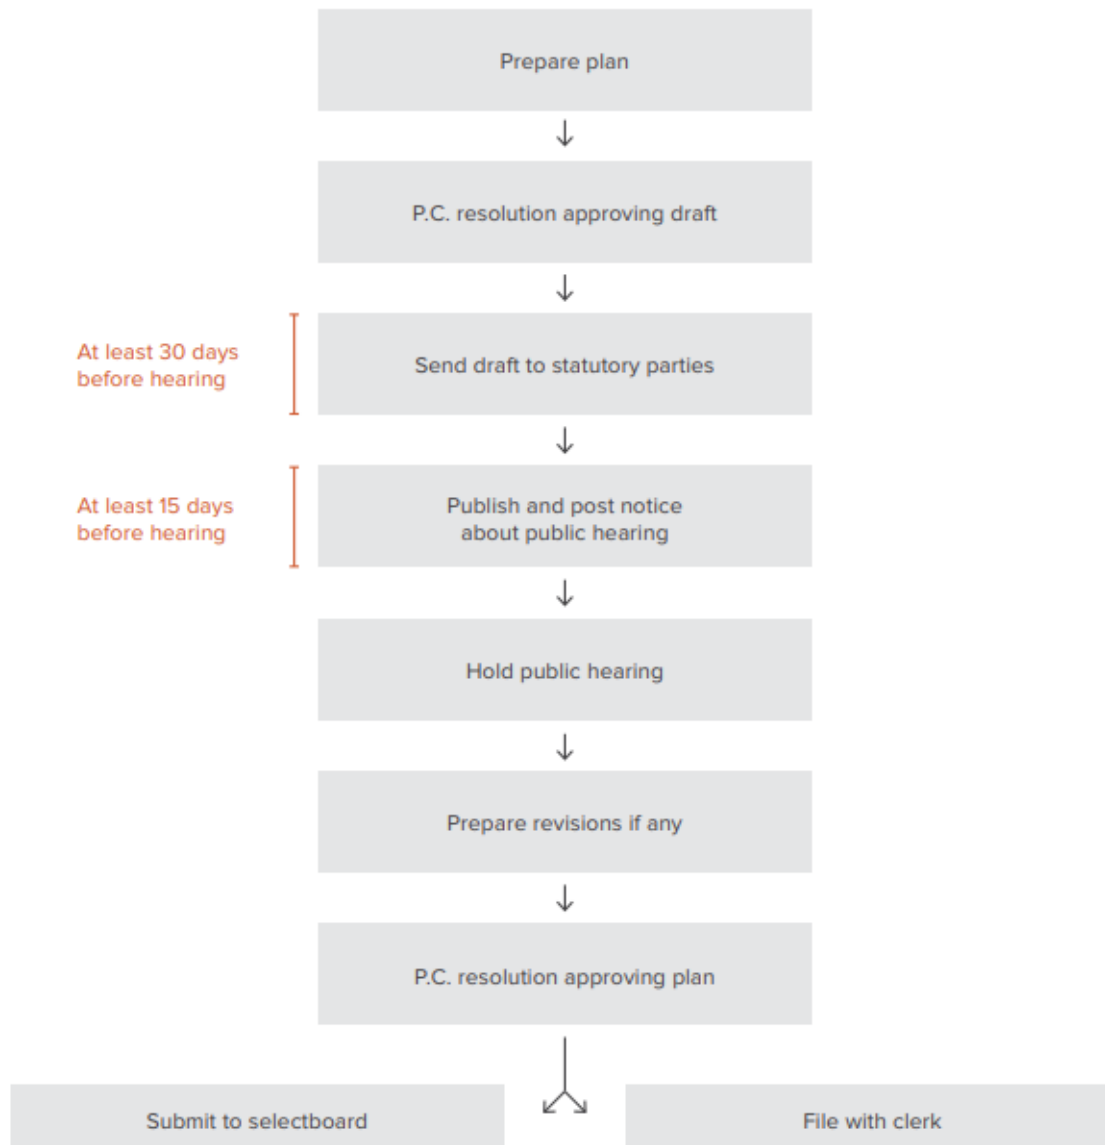 Prepare plan
P.C. resolution approving draft
At least 30 days
before hearing
Send draft to statutory parties
At least 15 days
before hearing
Publish and post notice
about public hearing
Hold public hearing
Prepare revisions if any
P.C. resolution approving plan
Submit to selectboard
File with clerk